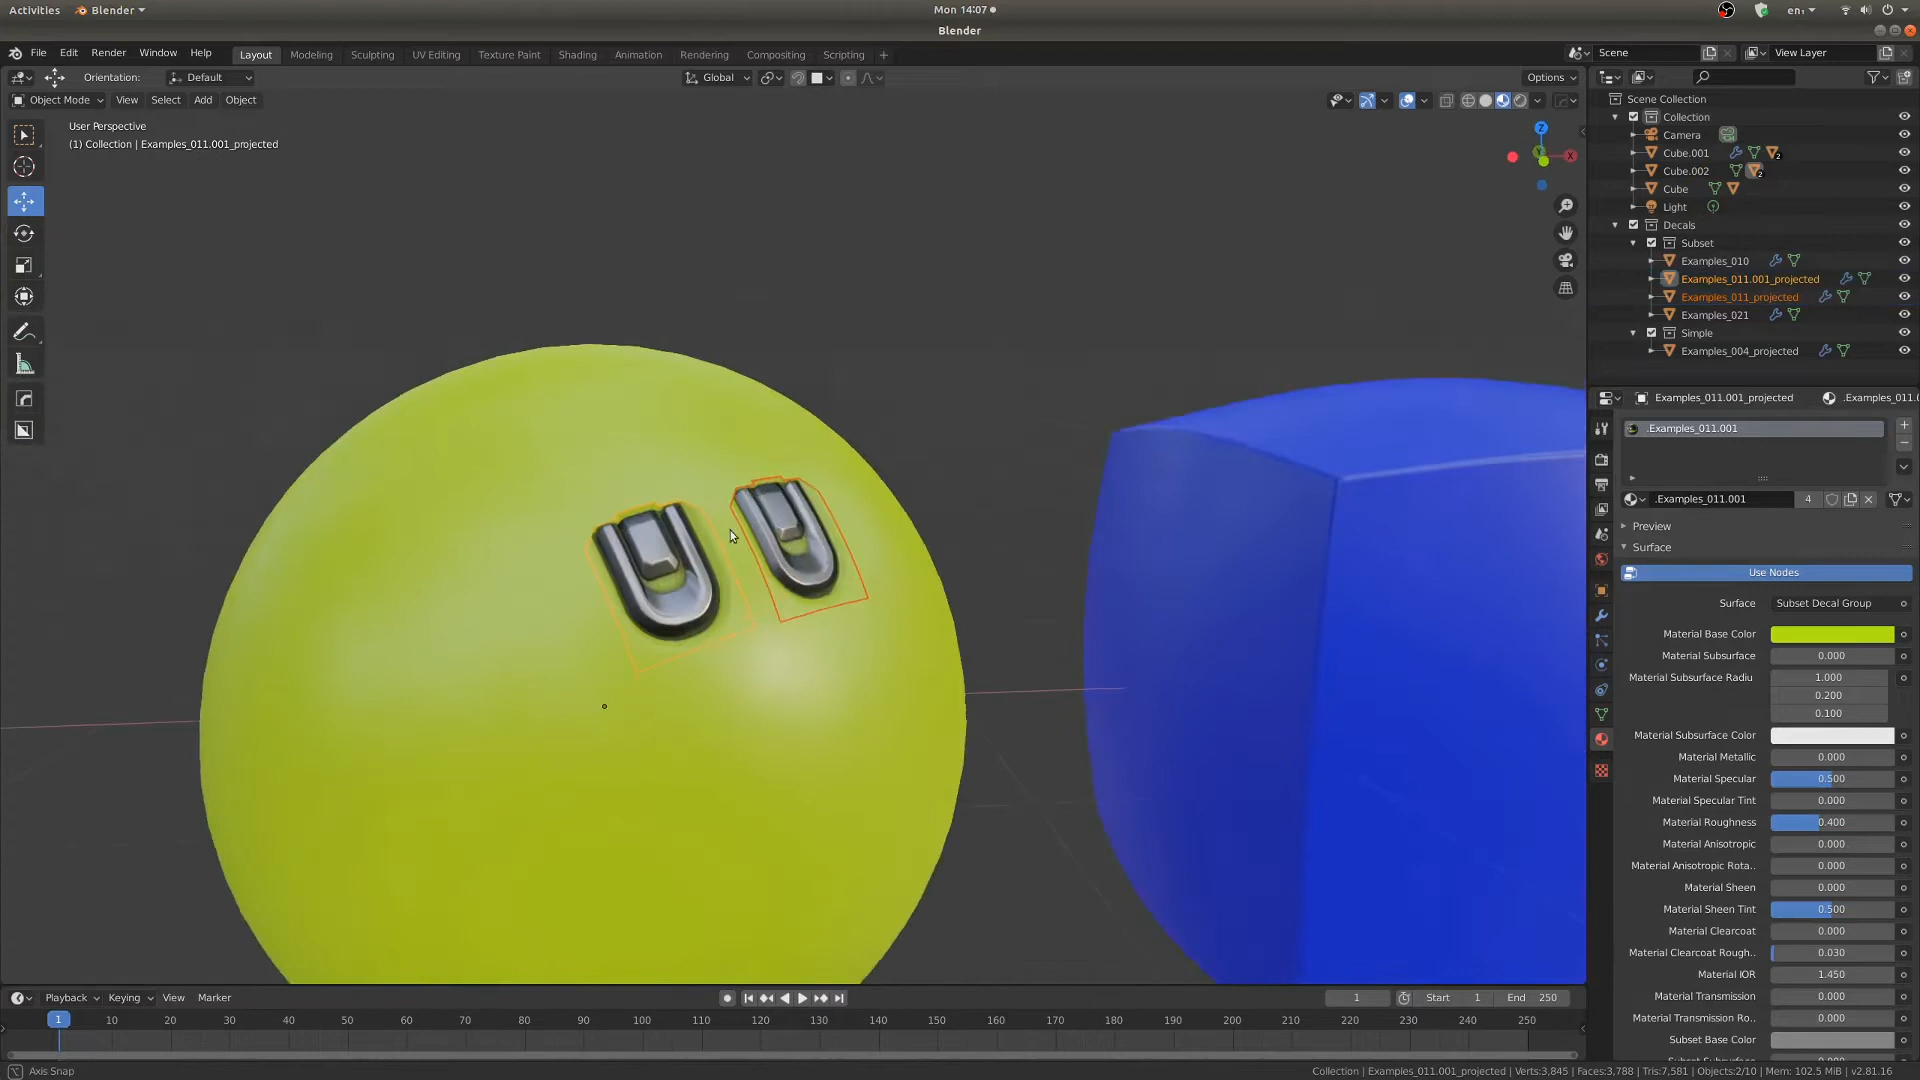 Activities
Blender
Mon 14:07
en₁
Blender
File Edit Render Window Help
Layout Modeling Sculpting UV Editing Texture Paint Shading Animation Rendering Compositing Scripting +
Scene
View Layer
Orientation: Default
Global
Options
Object Mode View Select Add Object
User Perspective
(1) Collection | Examples_011.001_projected
Z
Y
X
Scene Collection
Collection
Camera
Cube.001 2
Cube.002 2
Cube
Light
Decals
Subset
Examples_010
Examples_011.001_projected
Examples_011_projected
Examples_021
Simple
Examples_004_projected
Examples_011.001_projected .Examples_011.0
.Examples_011.001
.Examples_011.001 4
Preview
Surface
Use Nodes
Surface Subset Decal Group
Material Base Color
Material Subsurface 0.000
Material Subsurface Radiu 1.000
0.200
0.100
Material Subsurface Color
Material Metallic 0.000
Material Specular 0.500
Material Specular Tint 0.000
Material Roughness 0.400
Material Anisotropic 0.000
Material Anisotropic Rota.. 0.000
Material Sheen 0.000
Material Sheen Tint 0.500
Material Clearcoat 0.000
Material Clearcoat Rough.. 0.030
Material IOR 1.450
Material Transmission 0.000
Material Transmission Ro.. 0.000
Subset Base Color
Playback Keying View Marker
1 Start 1 End 250
1 10 20 30 40 50 60 70 80 90 100 110 120 130 140 150 160 170 180 190 200 210 220 230 240 250
Axis Snap
Collection | Examples_011.001_projected | Verts:3,845 | Faces:3,788 | Tris:7,581 | Objects:2/10 | Mem: 102.5 MiB | v2.81.16